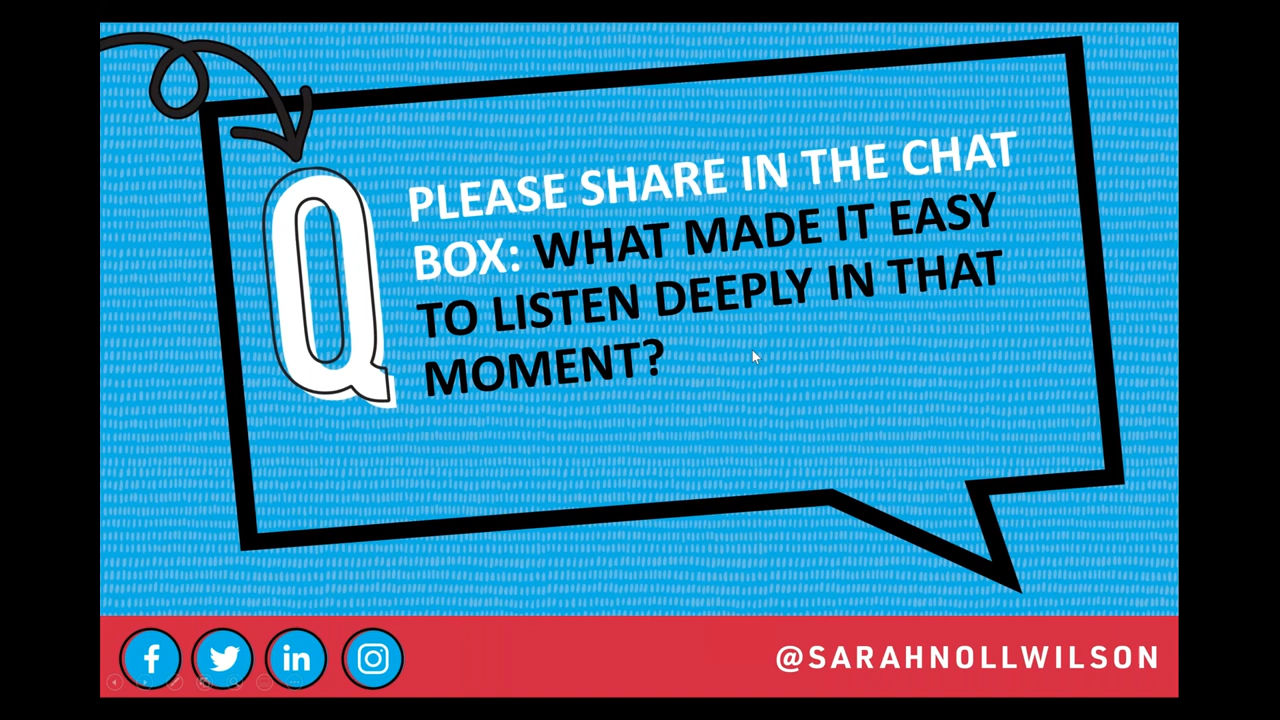 Q
PLEASE SHARE IN THE CHAT
BOX: WHAT MADE IT EASY
TO LISTEN DEEPLY IN THAT
MOMENT?
@SARAHNOLLWILSON